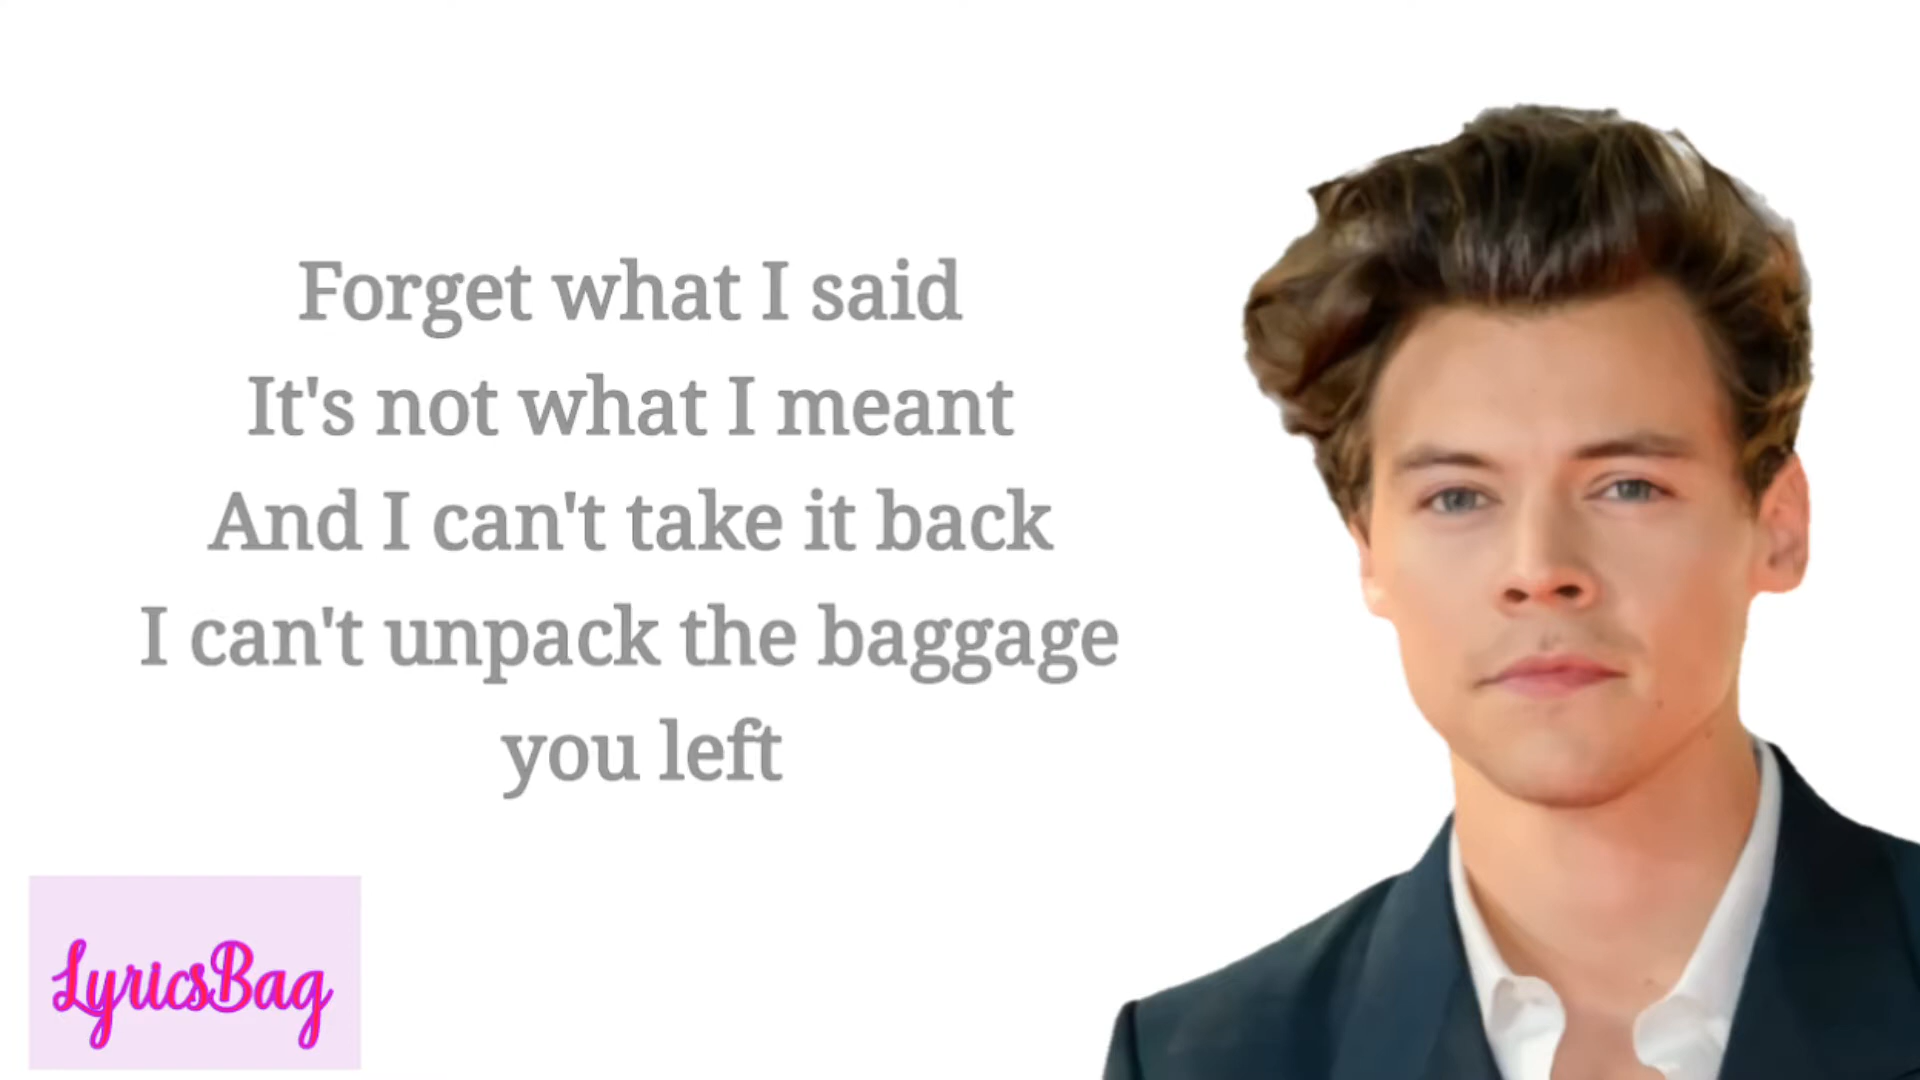 Forget what I said
It's not what I meant
And I can't take it back
I can't unpack the baggage
you left
LyricsBag